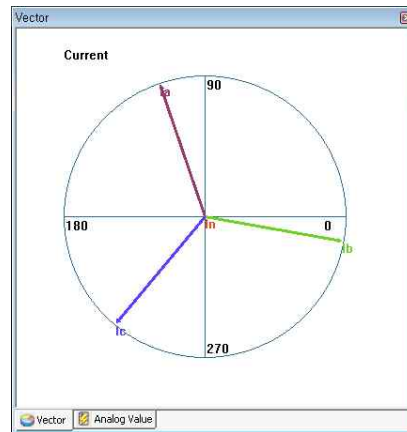 Vector
Current
90
Ia
180
In
0
Ib
Ic
270
Vector
Analog Value